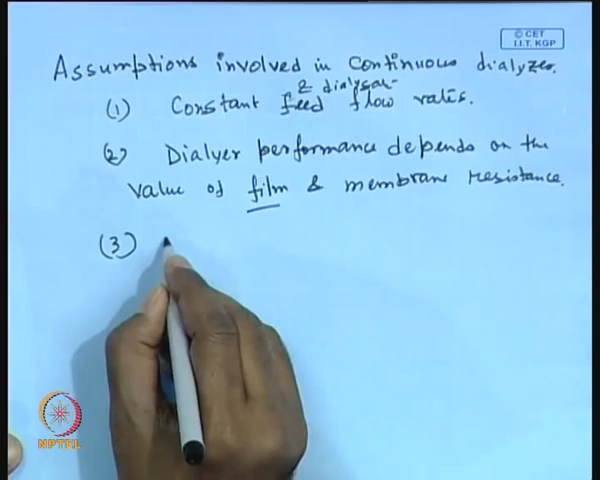 © CET
I.I.T. KGP
Assumptions involved in continuous dialyzer.
& dialysate
(1) Constant feed flow rates.
(2) Dialyer performance depends on the
value of film & membrane resistance.
(3)
NPTEL